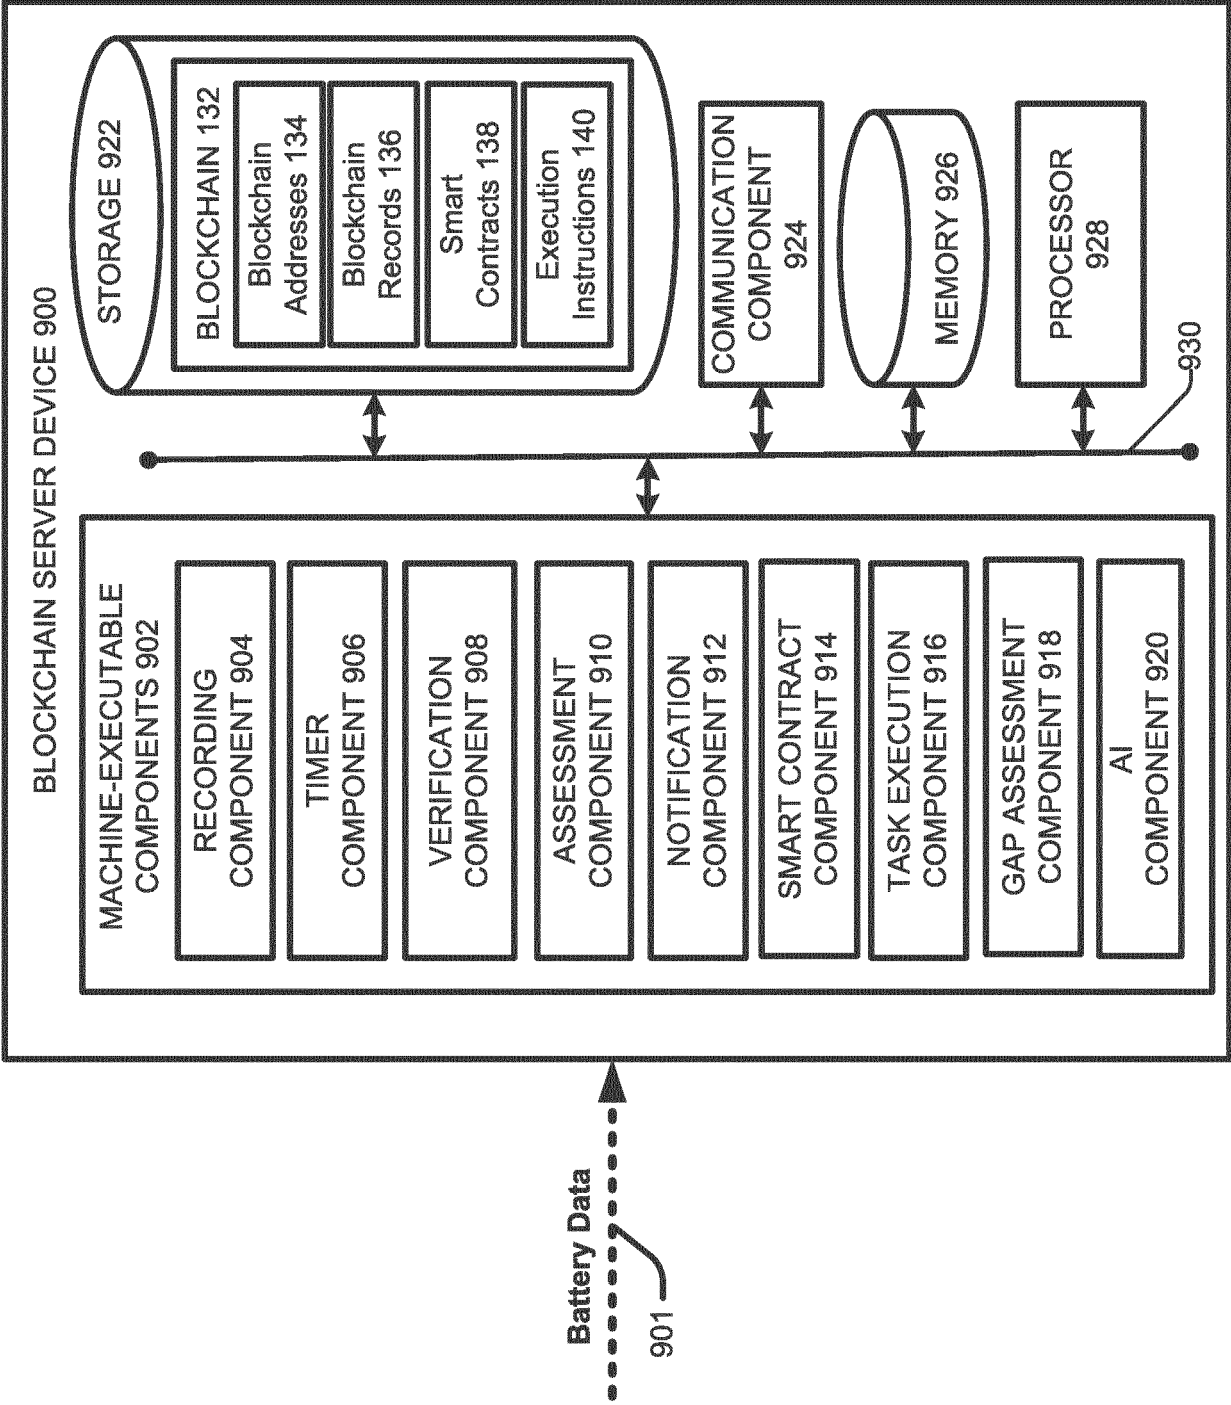 BLOCKCHAIN SERVER DEVICE 900
MACHINE-EXECUTABLE
COMPONENTS 902
RECORDING
COMPONENT 904
TIMER
COMPONENT 906
VERIFICATION
COMPONENT 908
ASSESSMENT
COMPONENT 910
NOTIFICATION
COMPONENT 912
SMART CONTRACT
COMPONENT 914
TASK EXECUTION
COMPONENT 916
GAP ASSESSMENT
COMPONENT 918
AI
COMPONENT 920
STORAGE 922
BLOCKCHAIN 132
Blockchain
Addresses 134
Blockchain
Records 136
Smart
Contracts 138
Execution
Instructions 140
COMMUNICATION
COMPONENT
924
MEMORY 926
PROCESSOR
928
930
Battery Data
901